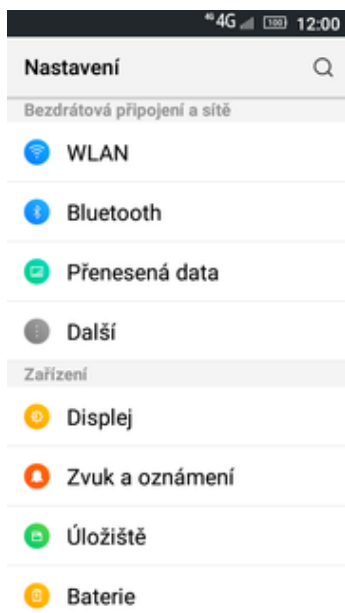 4G 100 12:00
Nastavení
Bezdrátová připojení a sítě
WLAN
Bluetooth
Přenesená data
Další
Zařízení
Displej
Zvuk a oznámení
Úložiště
Baterie